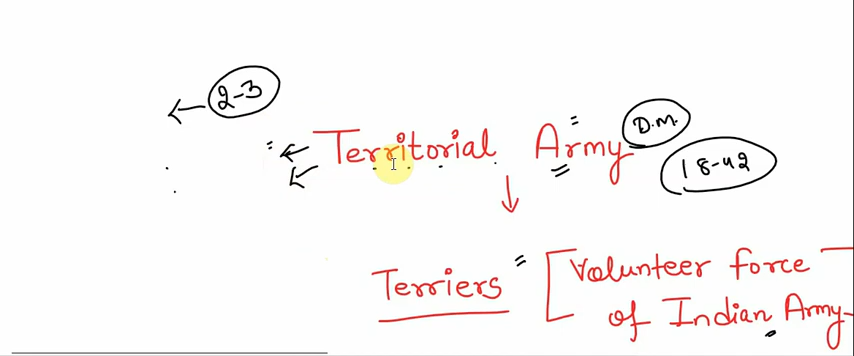 2-3
Territorial Army
D.M.
18-42
Terriers = [Volunteer force
of Indian Army